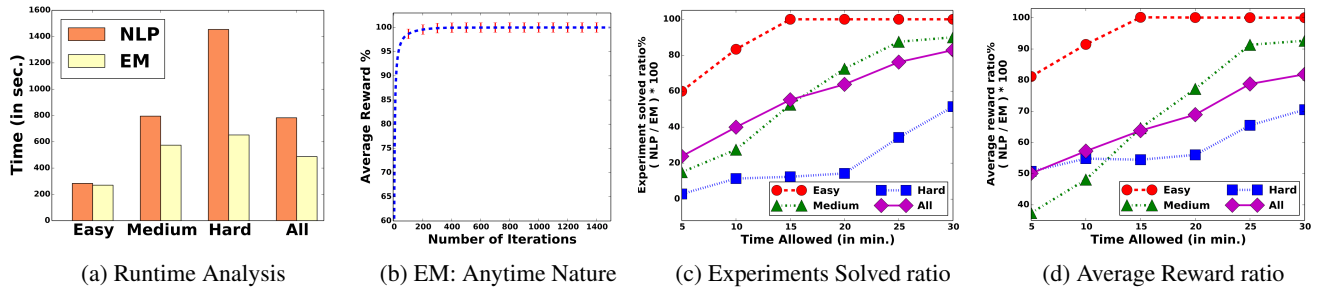 Time (in sec.)
1600
1400
1200
1000
800
600
400
200
0
NLP
EM
Easy Medium Hard All
(a) Runtime Analysis
Average Reward %
100
95
90
85
80
75
70
65
60
0 200 400 600 800 1000 1200 1400
Number of Iterations
(b) EM: Anytime Nature
Experiment solved ratio%
( NLP / EM ) * 100
100
80
60
40
20
0
Easy
Medium
Hard
All
5 10 15 20 25 30
Time Allowed (in min.)
(c) Experiments Solved ratio
Average reward ratio%
( NLP / EM ) * 100
100
90
80
70
60
50
40
Easy
Medium
Hard
All
5 10 15 20 25 30
Time Allowed (in min.)
(d) Average Reward ratio